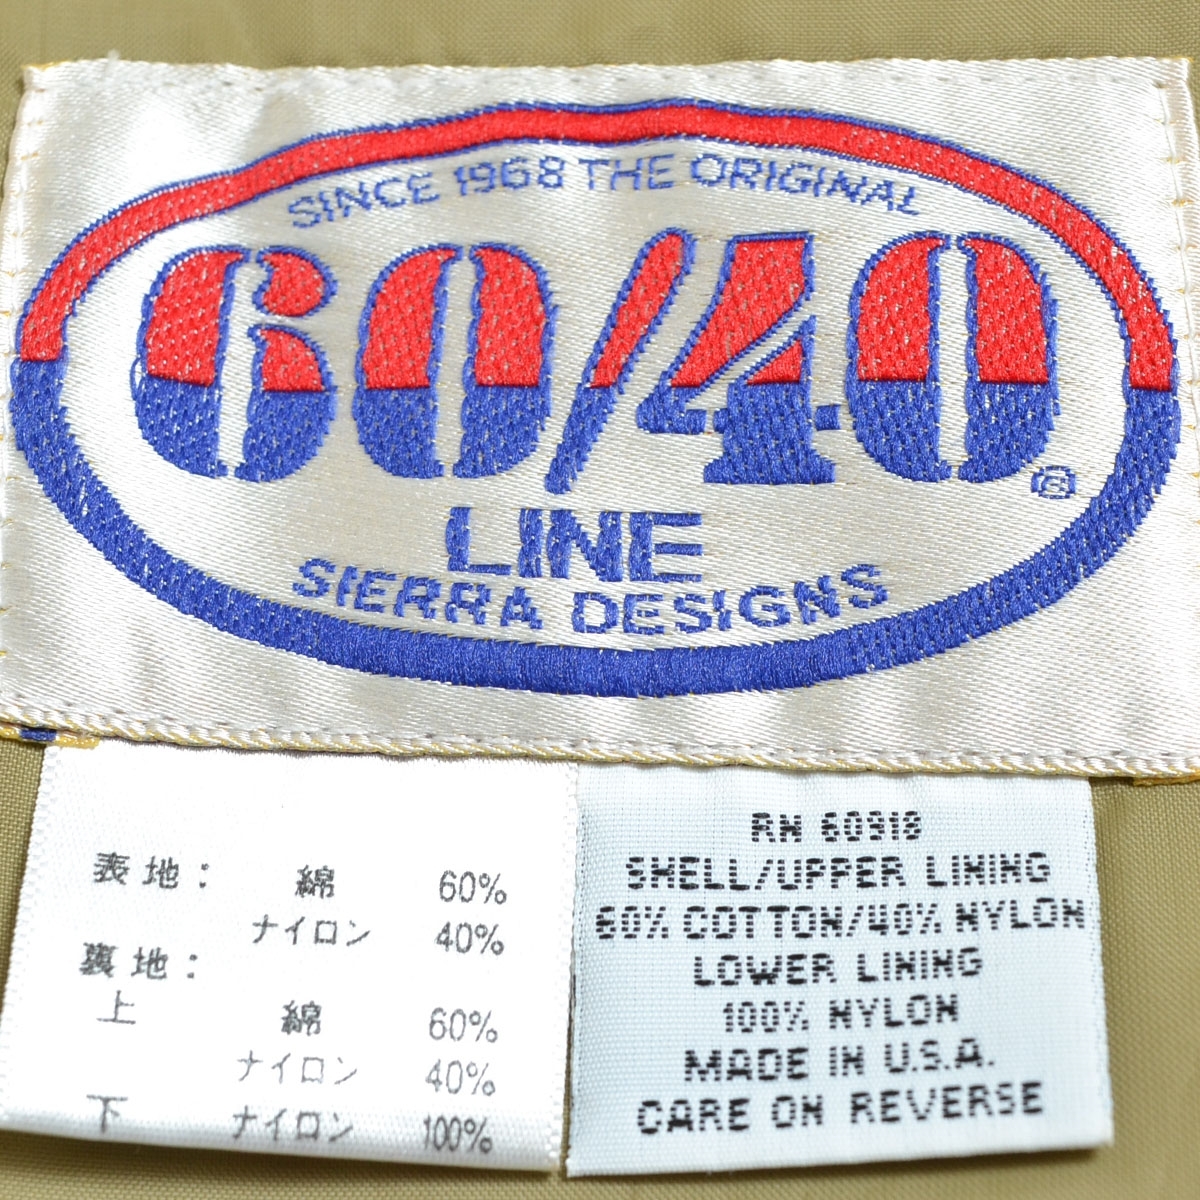 SINCE 1968 THE ORIGINAL
60/40®
LINE
SIERRA DESIGNS
表地: 綿 60%
ナイロン 40%
裏地:
上 綿 60%
ナイロン 40%
下 ナイロン 100%
RN 60918
SHELL/UPPER LINING
60% COTTON/40% NYLON
LOWER LINING
100% NYLON
MADE IN U.S.A.
CARE ON REVERSE